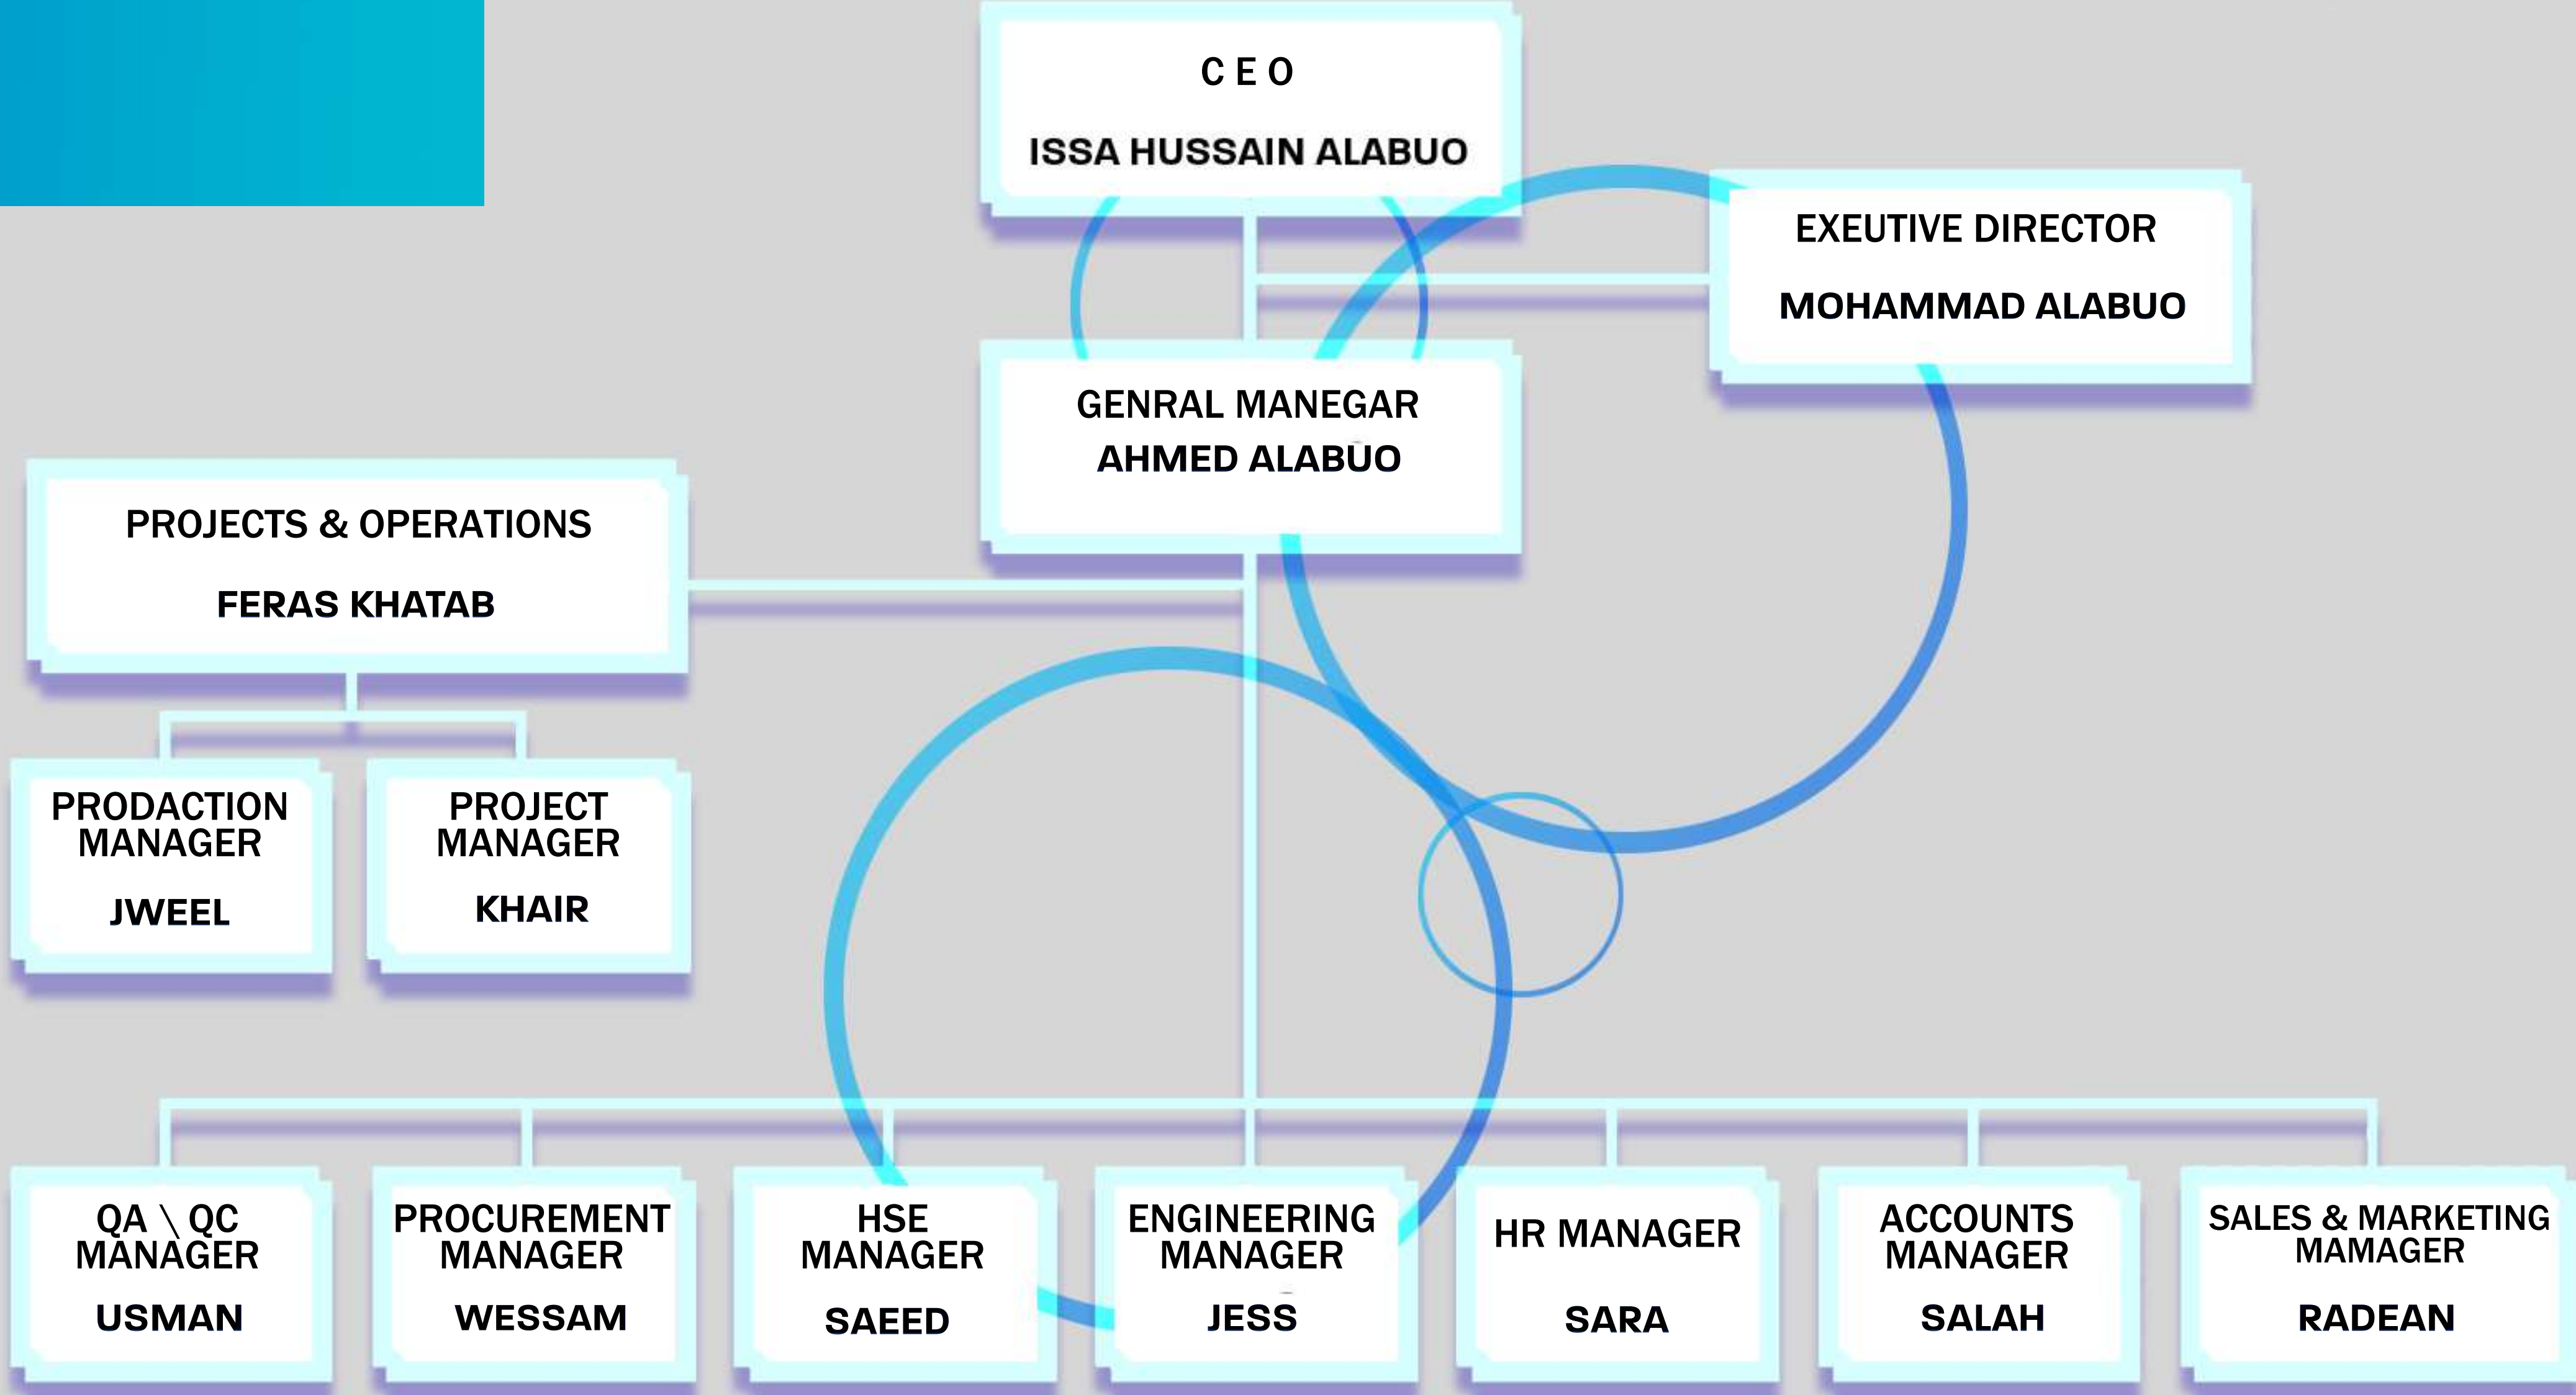 C E O
ISSA HUSSAIN ALABUO
EXEUTIVE DIRECTOR
MOHAMMAD ALABUO
GENRAL MANEGAR
AHMED ALABUO
PROJECTS & OPERATIONS
FERAS KHATAB
PRODACTION
MANAGER
JWEEL
PROJECT
MANAGER
KHAIR
QA \ QC
MANAGER
USMAN
PROCUREMENT
MANAGER
WESSAM
HSE
MANAGER
SAEED
ENGINEERING
MANAGER
JESS
HR MANAGER
SARA
ACCOUNTS
MANAGER
SALAH
SALES & MARKETING
MAMAGER
RADEAN